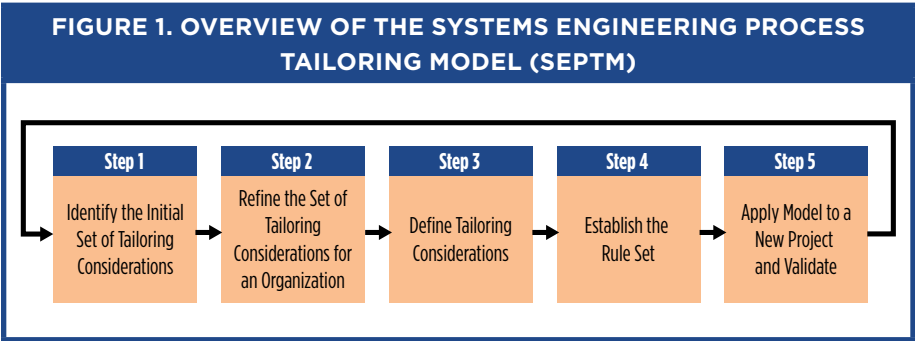 FIGURE 1. OVERVIEW OF THE SYSTEMS ENGINEERING PROCESS
TAILORING MODEL (SEPTM)
Step 1
Identify the Initial
Set of Tailoring
Considerations
Step 2
Refine the Set of
Tailoring
Considerations for
an Organization
Step 3
Define Tailoring
Considerations
Step 4
Establish the
Rule Set
Step 5
Apply Model to a
New Project
and Validate